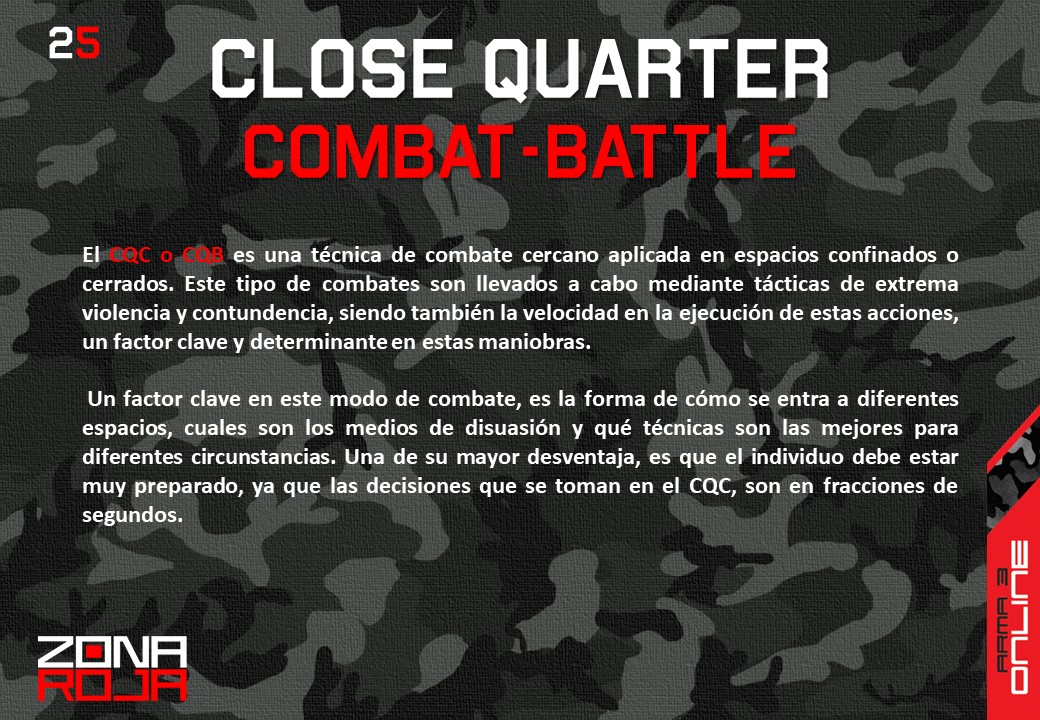 25
CLOSE QUARTER
COMBAT-BATTLE
El CQC o CQB es una técnica de combate cercano aplicada en espacios confinados o
cerrados. Este tipo de combates son llevados a cabo mediante tácticas de extrema
violencia y contundencia, siendo también la velocidad en la ejecución de estas acciones,
un factor clave y determinante en estas maniobras.
Un factor clave en este modo de combate, es la forma de cómo se entra a diferentes
espacios, cuales son los medios de disuasión y qué técnicas son las mejores para
diferentes circunstancias. Una de su mayor desventaja, es que el individuo debe estar
muy preparado, ya que las decisiones que se toman en el CQC, son en fracciones de
segundos.
ARMA 3
ONLINE
ZONA
ROJA